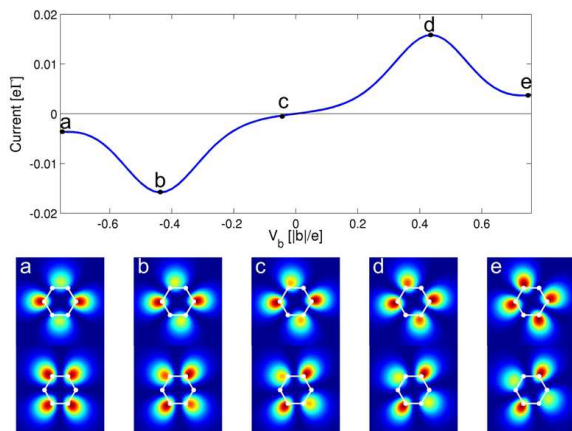 0.02
0.01
0
-0.01
-0.02
Current [eΓ]
a
b
c
d
e
-0.6
-0.4
-0.2
0
0.2
0.4
0.6
V_b [|b|/e]
a
b
c
d
e